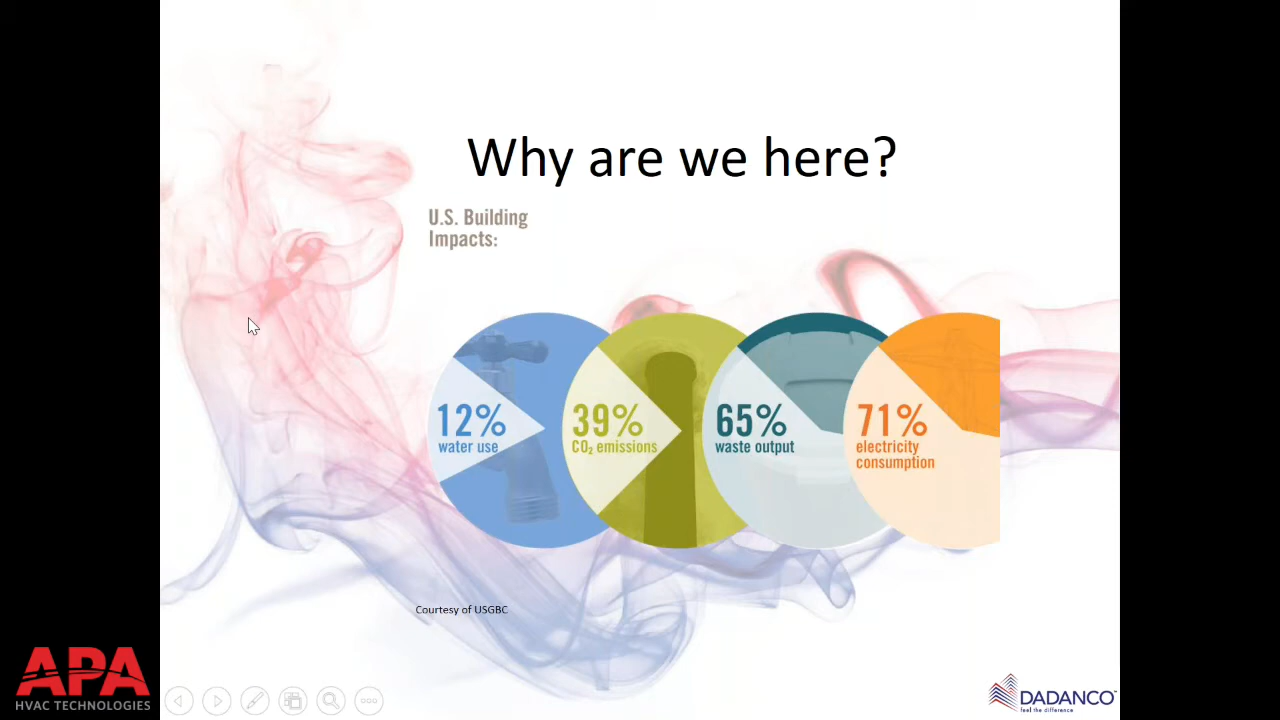 Why are we here?
U.S. Building
Impacts:
12%
water use
39%
CO₂ emissions
65%
waste output
71%
electricity
consumption
Courtesy of USGBC
APA
HVAC TECHNOLOGIES
DADANCO™
feel the difference